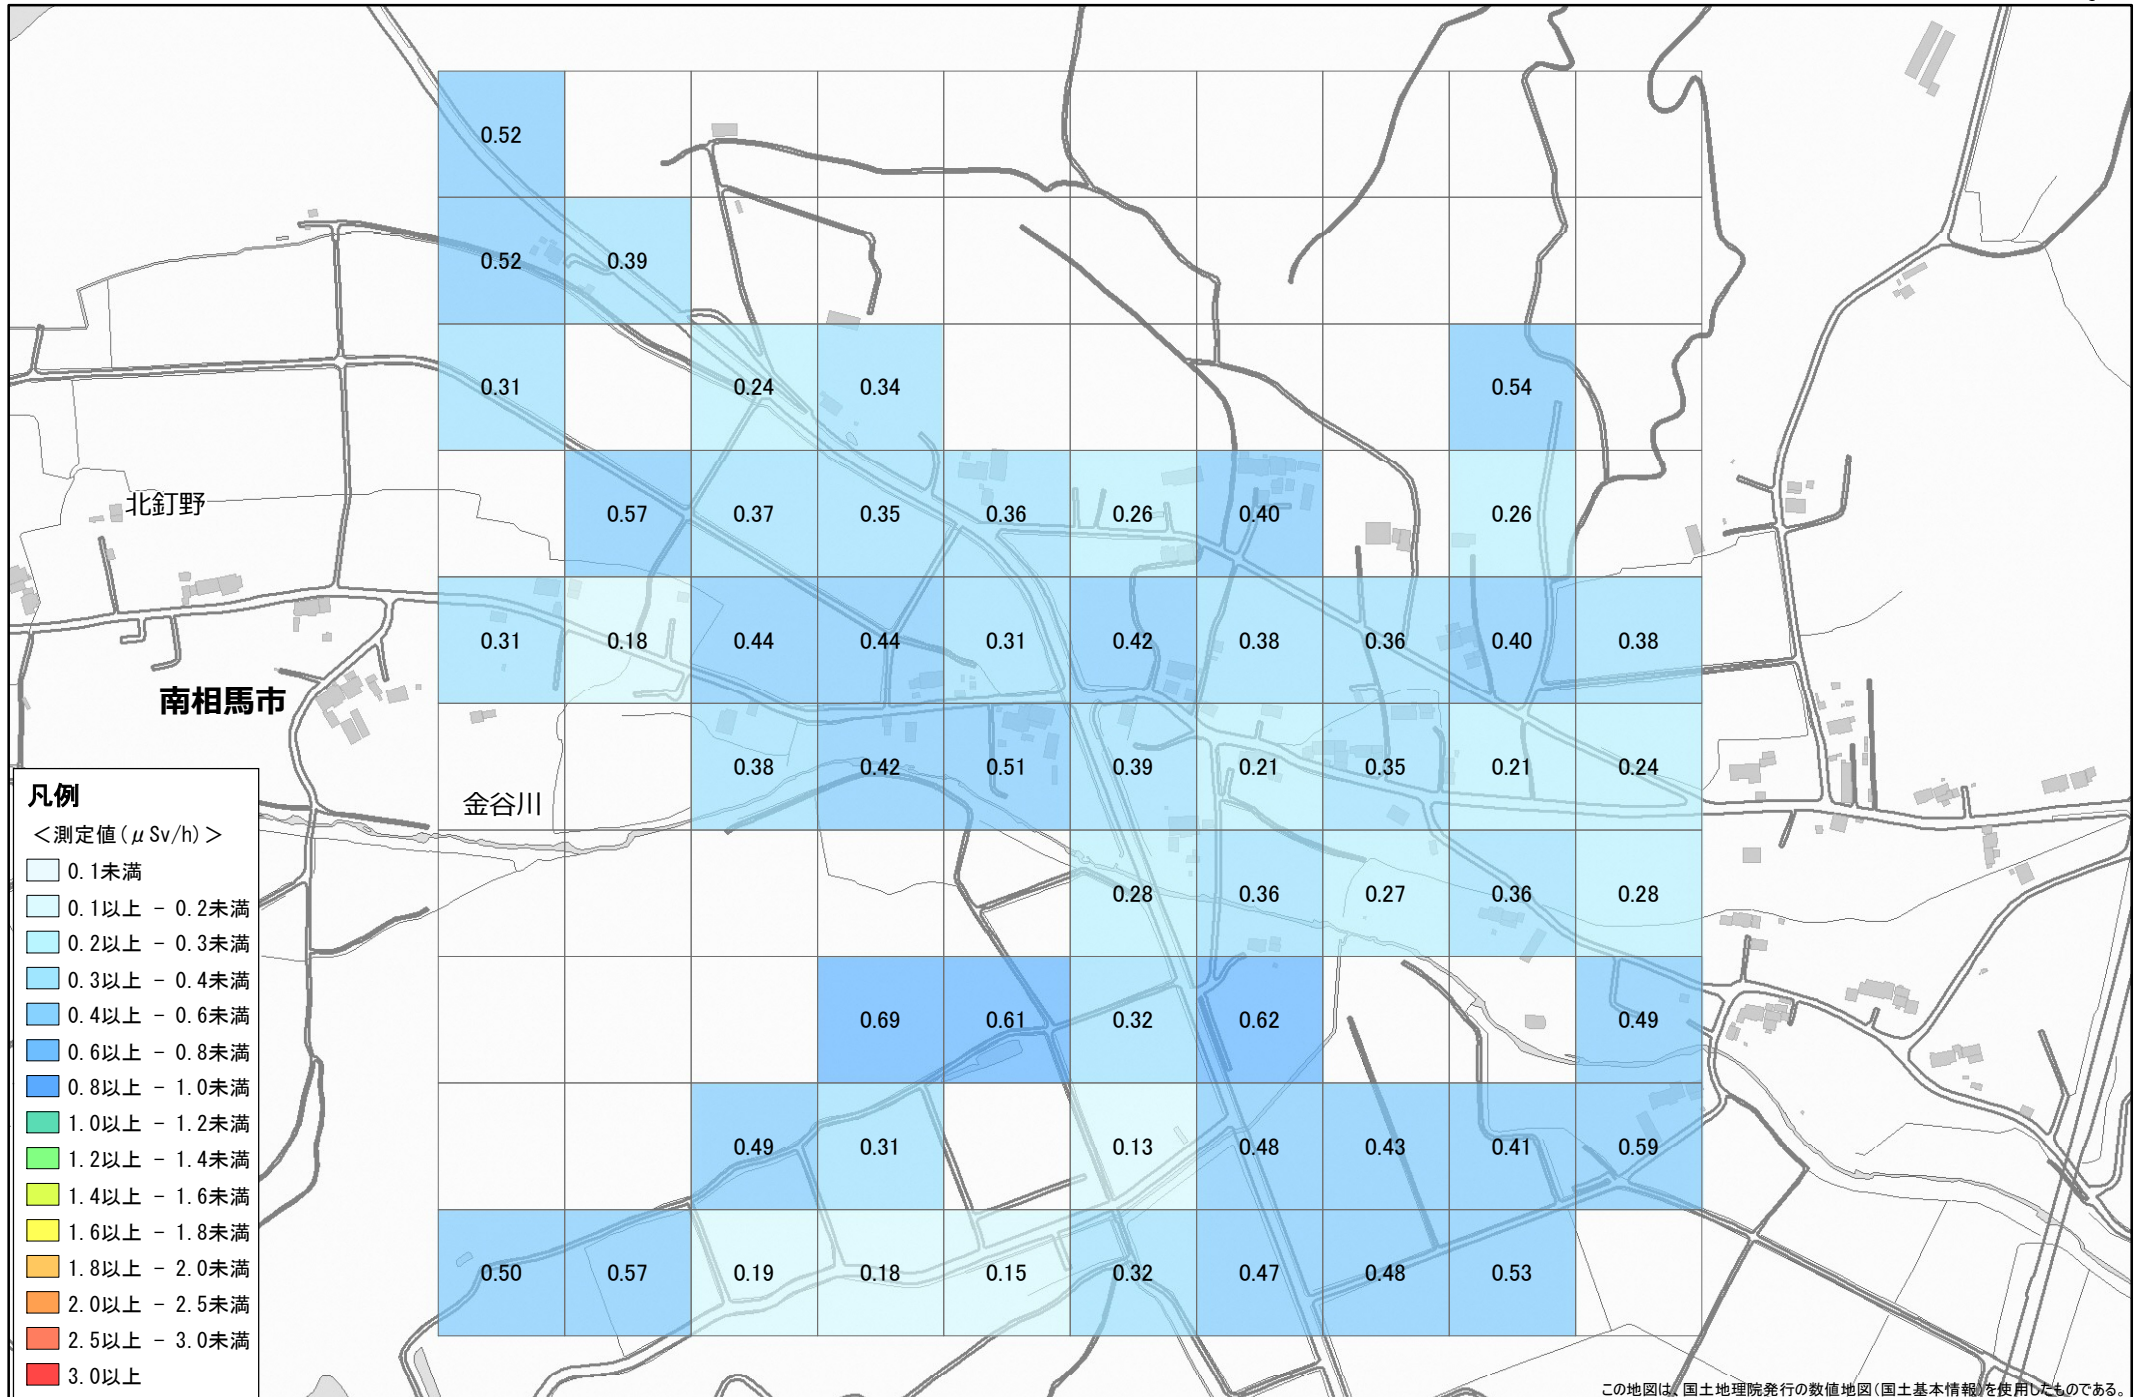 0.52
0.52 0.39
0.31 0.24 0.34 0.54
北釘野
0.57 0.37 0.35 0.36 0.26 0.40 0.26
0.31 0.18 0.44 0.44 0.31 0.42 0.38 0.36 0.40 0.38
南相馬市
0.38 0.42 0.51 0.39 0.21 0.35 0.21 0.24
金谷川
0.28 0.36 0.27 0.36 0.28
0.69 0.61 0.32 0.62 0.49
0.49 0.31 0.13 0.48 0.43 0.41 0.59
0.50 0.57 0.19 0.18 0.15 0.32 0.47 0.48 0.53
凡例
＜測定値(μSv/h)＞
0.1未満
0.1以上 － 0.2未満
0.2以上 － 0.3未満
0.3以上 － 0.4未満
0.4以上 － 0.6未満
0.6以上 － 0.8未満
0.8以上 － 1.0未満
1.0以上 － 1.2未満
1.2以上 － 1.4未満
1.4以上 － 1.6未満
1.6以上 － 1.8未満
1.8以上 － 2.0未満
2.0以上 － 2.5未満
2.5以上 － 3.0未満
3.0以上
この地図は、国土地理院発行の数値地図(国土基本情報)を使用したものである。